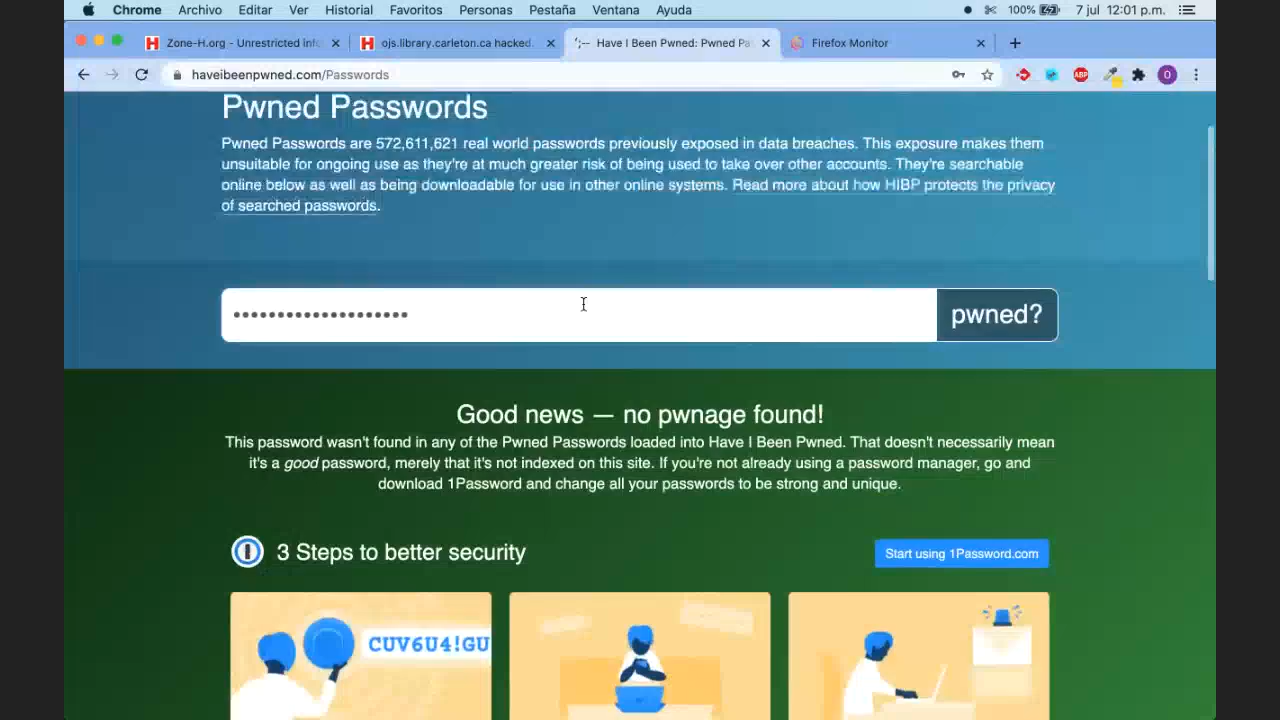 Chrome Archivo Editar Ver Historial Favoritos Personas Pestaña Ventana Ayuda 100% 7 jul 12:01 p.m.
Zone-H.org - Unrestricted info ojs.library.carleton.ca hacked. Have I Been Pwned: Pwned Pa Firefox Monitor
haveibeenpwned.com/Passwords ABP O
Pwned Passwords
Pwned Passwords are 572,611,621 real world passwords previously exposed in data breaches. This exposure makes them
unsuitable for ongoing use as they're at much greater risk of being used to take over other accounts. They're searchable
online below as well as being downloadable for use in other online systems. Read more about how HIBP protects the privacy
of searched passwords.
•••••••••••••••••••• pwned?
Good news — no pwnage found!
This password wasn't found in any of the Pwned Passwords loaded into Have I Been Pwned. That doesn't necessarily mean
it's a good password, merely that it's not indexed on this site. If you're not already using a password manager, go and
download 1Password and change all your passwords to be strong and unique.
3 Steps to better security Start using 1Password.com
CUV6U4!GU